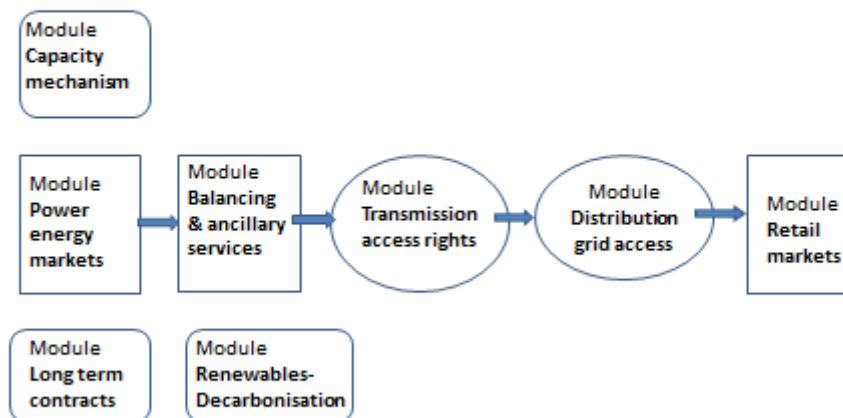 Module
Capacity
mechanism
Module
Power
energy
markets
Module
Balancing
& ancillary
services
Module
Transmission
access rights
Module
Distribution
grid access
Module
Retail
markets
Module
Long term
contracts
Module
Renewables-
Decarbonisation